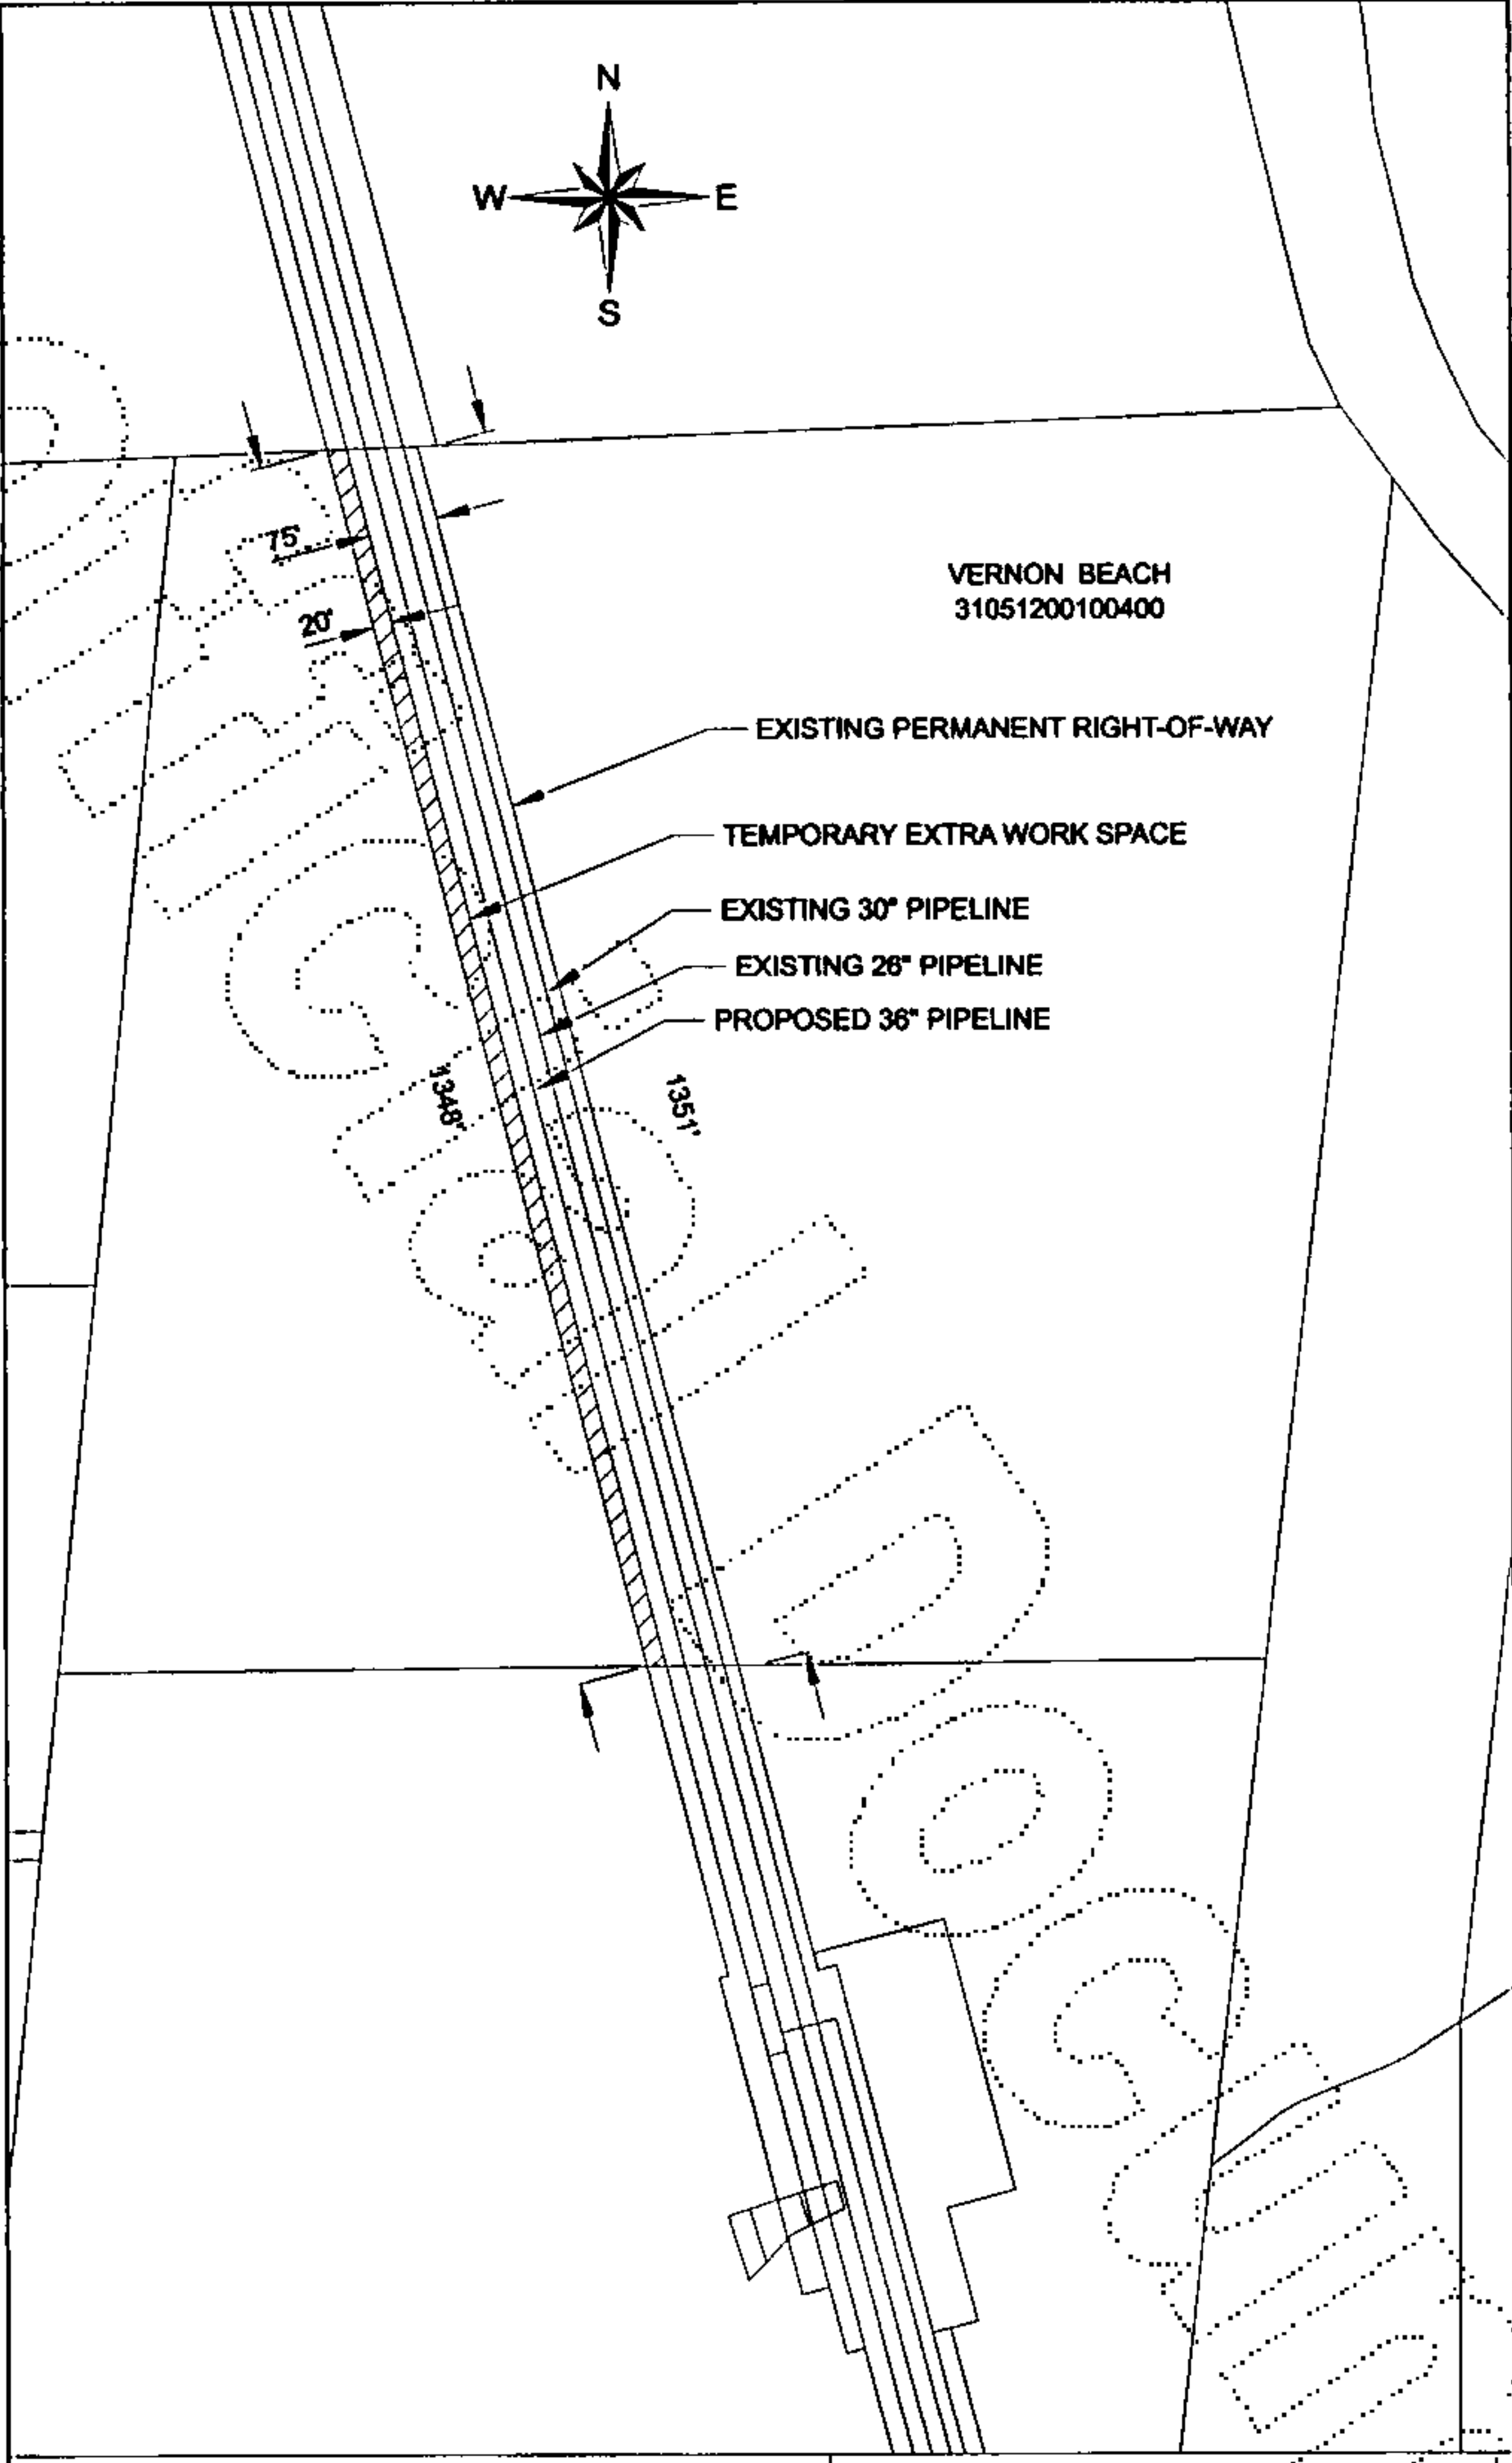 N
W E
S
75'
20'
VERNON BEACH
31051200100400
EXISTING PERMANENT RIGHT-OF-WAY
TEMPORARY EXTRA WORK SPACE
EXISTING 30" PIPELINE
EXISTING 26" PIPELINE
PROPOSED 36" PIPELINE
1348'
1351'